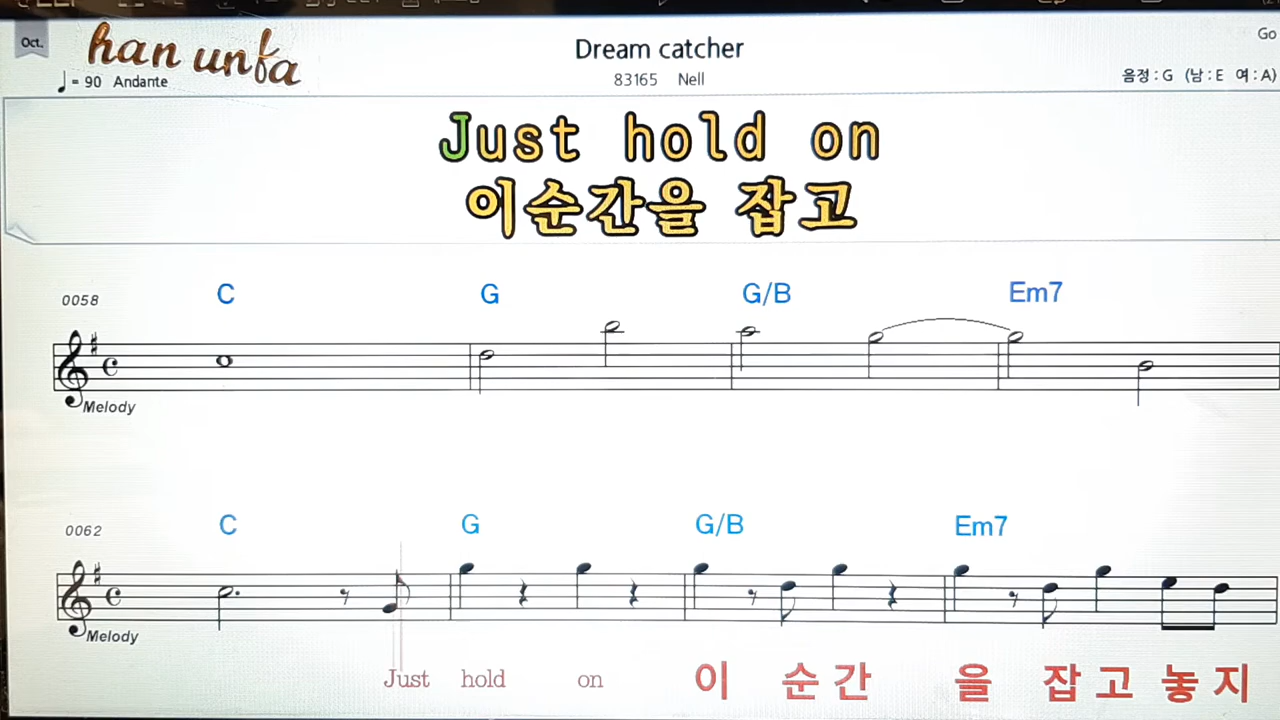 Oct.
han unfa
Dream catcher
Go
= 90 Andante
83165 Nell
음정 : G (남 : E 여 : A)
Just hold on
이순간을 잡고
0058 C G G/B Em7
Melody
0062 C G G/B Em7
Melody
Just hold on 이 순간 을 잡고 놓지